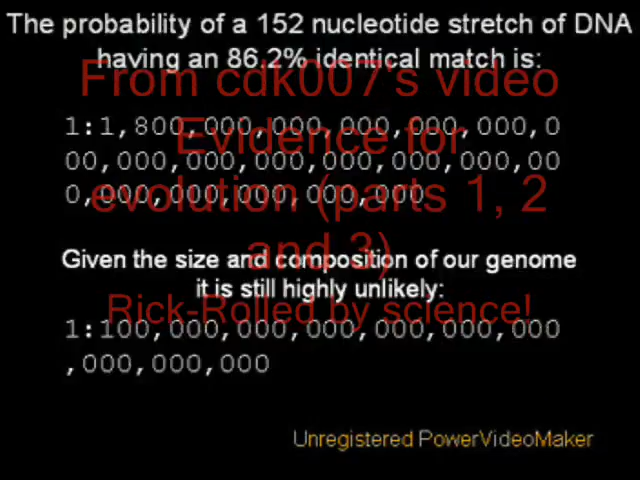 The probability of a 152 nucleotide stretch of DNA
having an 86.2% identical match is:
From cdk007's video
1:1,800,000,000,000,000,000,0
Evidence for
00,000,000,000,000,000,000,00
0,000,000,000,000,000
evolution (parts 1, 2
and 3)
Given the size and composition of our genome
it is still highly unlikely:
Rick-Rolled by science!
1:100,000,000,000,000,000,000
,000,000,000
Unregistered PowerVideoMaker